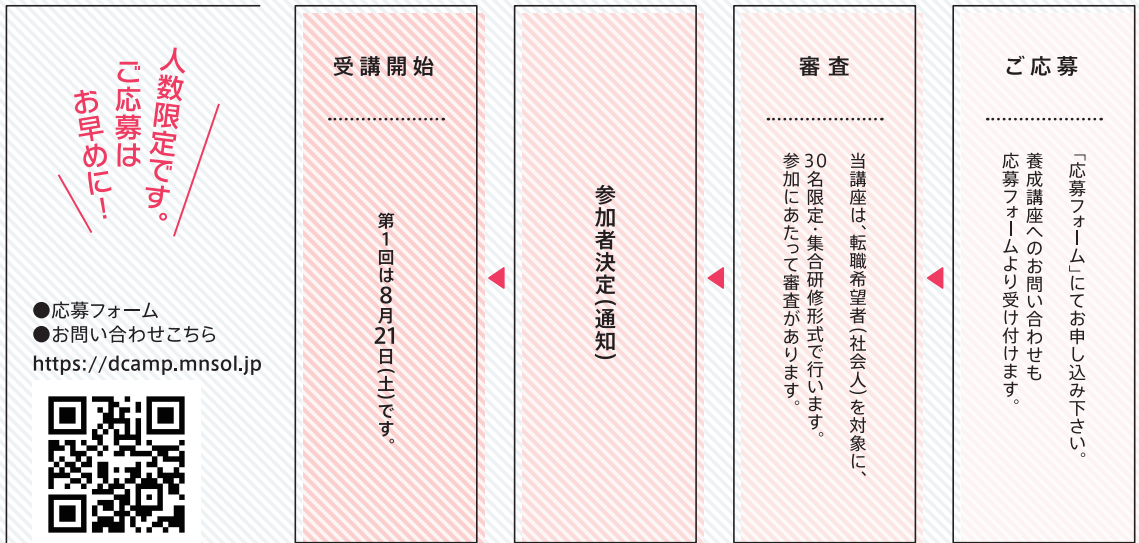 ご応募
「応募フォーム」にてお申し込み下さい。
養成講座へのお問い合わせも
応募フォームより受け付けます。
審査
当講座は、転職希望者(社会人)を対象に、
30名限定・集合研修形式で行います。
参加にあたって審査があります。
参加者決定(通知)
受講開始
第1回は8月21日(土)です。
人数限定です。
ご応募は
お早めに!
●応募フォーム
●お問い合わせこちら
https://dcamp.mnsol.jp